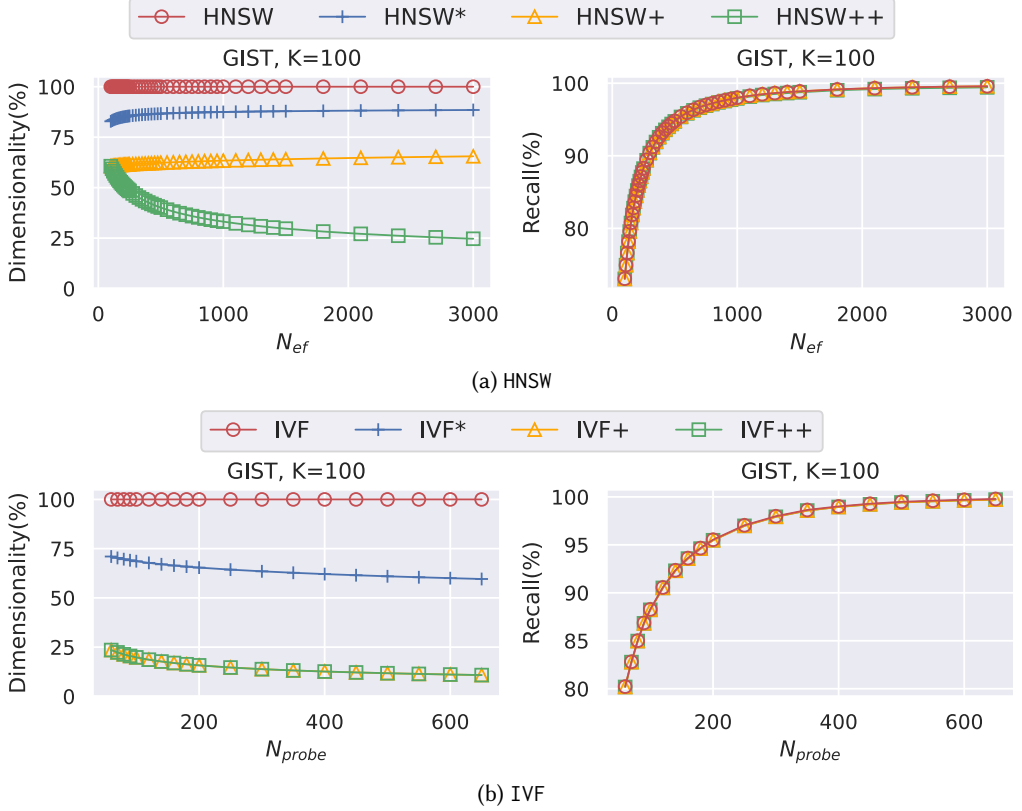 HNSW HNSW* HNSW+ HNSW++
GIST, K=100 GIST, K=100
Dimensionality(%)
100
75
50
25
0
0 1000 2000 3000
N_ef
Recall(%)
100
90
80
0 1000 2000 3000
N_ef
(a) HNSW
IVF IVF* IVF+ IVF++
GIST, K=100 GIST, K=100
Dimensionality(%)
100
75
50
25
0
200 400 600
N_probe
Recall(%)
100
95
90
85
80
200 400 600
N_probe
(b) IVF